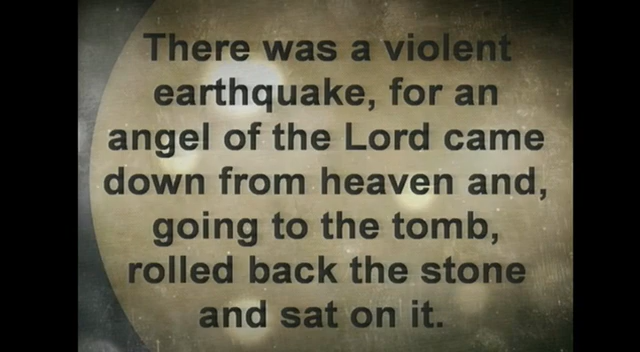 There was a violent
earthquake, for an
angel of the Lord came
down from heaven and,
going to the tomb,
rolled back the stone
and sat on it.